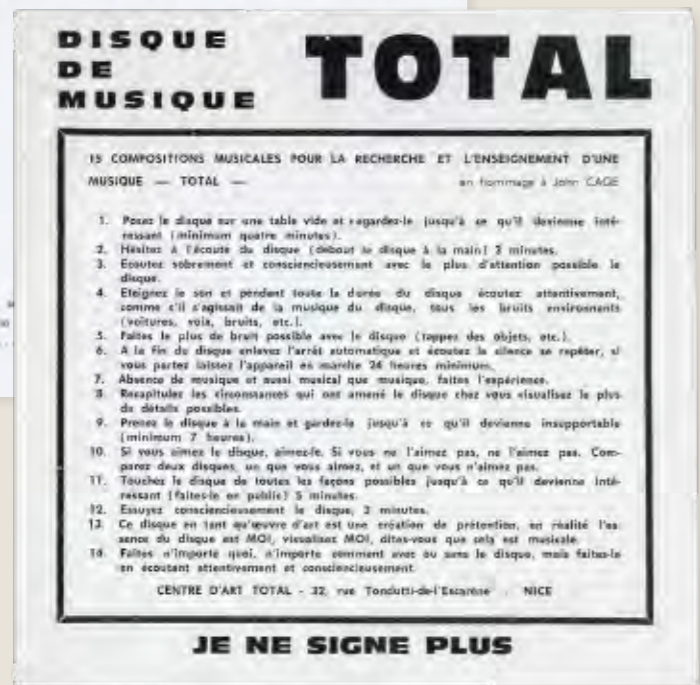 DISQUE
DE
MUSIQUE
TOTAL
15 COMPOSITIONS MUSICALES POUR LA RECHERCHE ET L'ENSEIGNEMENT D'UNE
MUSIQUE — TOTAL — en hommage à John CAGE
1. Posez le disque sur une table vide et regardez-le jusqu'à ce qu'il devienne inté-
ressant (minimum quatre minutes).
2. Hésitez à l'écoute du disque (debout le disque à la main) 3 minutes.
3. Ecoutez sobrement et consciencieusement avec le plus d'attention possible le
disque.
4. Eteignez le son et pendant toute la durée du disque écoutez attentivement,
comme s'il s'agissait de la musique du disque, tous les bruits environnants
(voitures, voix, bruits, etc.).
5. Faites le plus de bruit possible avec le disque (tappez des objets, etc.).
6. A la fin du disque enlevez l'arrêt automatique et écoutez le silence se répéter, si
vous partez laissez l'appareil en marche 24 heures minimum.
7. Absence de musique et aussi musical que musique, faites l'expérience.
8. Recapitulez les circonstances qui ont amené le disque chez vous visualisez le plus
de détails possibles.
9. Prenez le disque à la main et gardez-le jusqu'à ce qu'il devienne insupportable
(minimum 7 heures).
10. Si vous aimez le disque, aimez-le. Si vous ne l'aimez pas, ne l'aimez pas. Com-
parez deux disques, un que vous aimez, et un que vous n'aimez pas.
11. Touchez le disque de toutes les façons possibles jusqu'à ce qu'il devienne inté-
ressant (faites-le en public) 5 minutes.
12. Essuyez consciencieusement le disque, 3 minutes.
13. Ce disque en tant qu'œuvre d'art est une création de prétention, en réalité l'es
sence du disque est MOI, visualisez MOI, dites-vous que cela est musicale.
14. Faites n'importe quoi, n'importe comment avec ou sans le disque, mais faites-le
en écoutant attentivement et consciencieusement.
CENTRE D'ART TOTAL - 32, rue Tondutti-de-l'Escarène - NICE
JE NE SIGNE PLUS